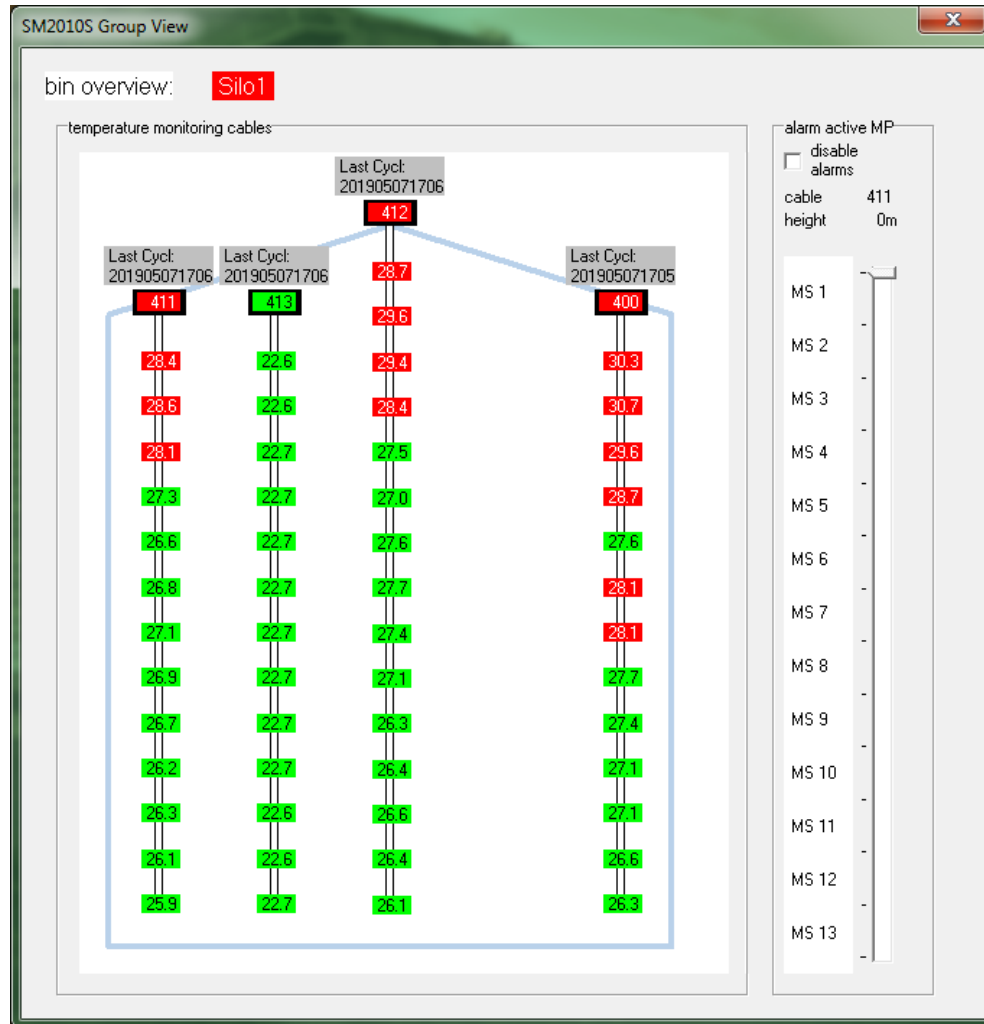 SM2010S Group View
bin overview: Silo1
temperature monitoring cables
Last Cycl:
201905071706
412
Last Cycl:
201905071706
411
Last Cycl:
201905071706
413
Last Cycl:
201905071705
400
28.7
29.6
28.4 22.6 29.4 30.3
28.6 22.6 28.4 30.7
28.1 22.7 27.5 29.6
27.3 22.7 27.0 28.7
26.6 22.7 27.6 27.6
26.8 22.7 27.7 28.1
27.1 22.7 27.4 28.1
26.9 22.7 27.1 27.7
26.7 22.7 26.3 27.4
26.2 22.7 26.4 27.1
26.3 22.6 26.6 27.1
26.1 22.6 26.4 26.6
25.9 22.7 26.1 26.3
alarm active MP
disable
alarms
cable 411
height 0m
MS 1
MS 2
MS 3
MS 4
MS 5
MS 6
MS 7
MS 8
MS 9
MS 10
MS 11
MS 12
MS 13